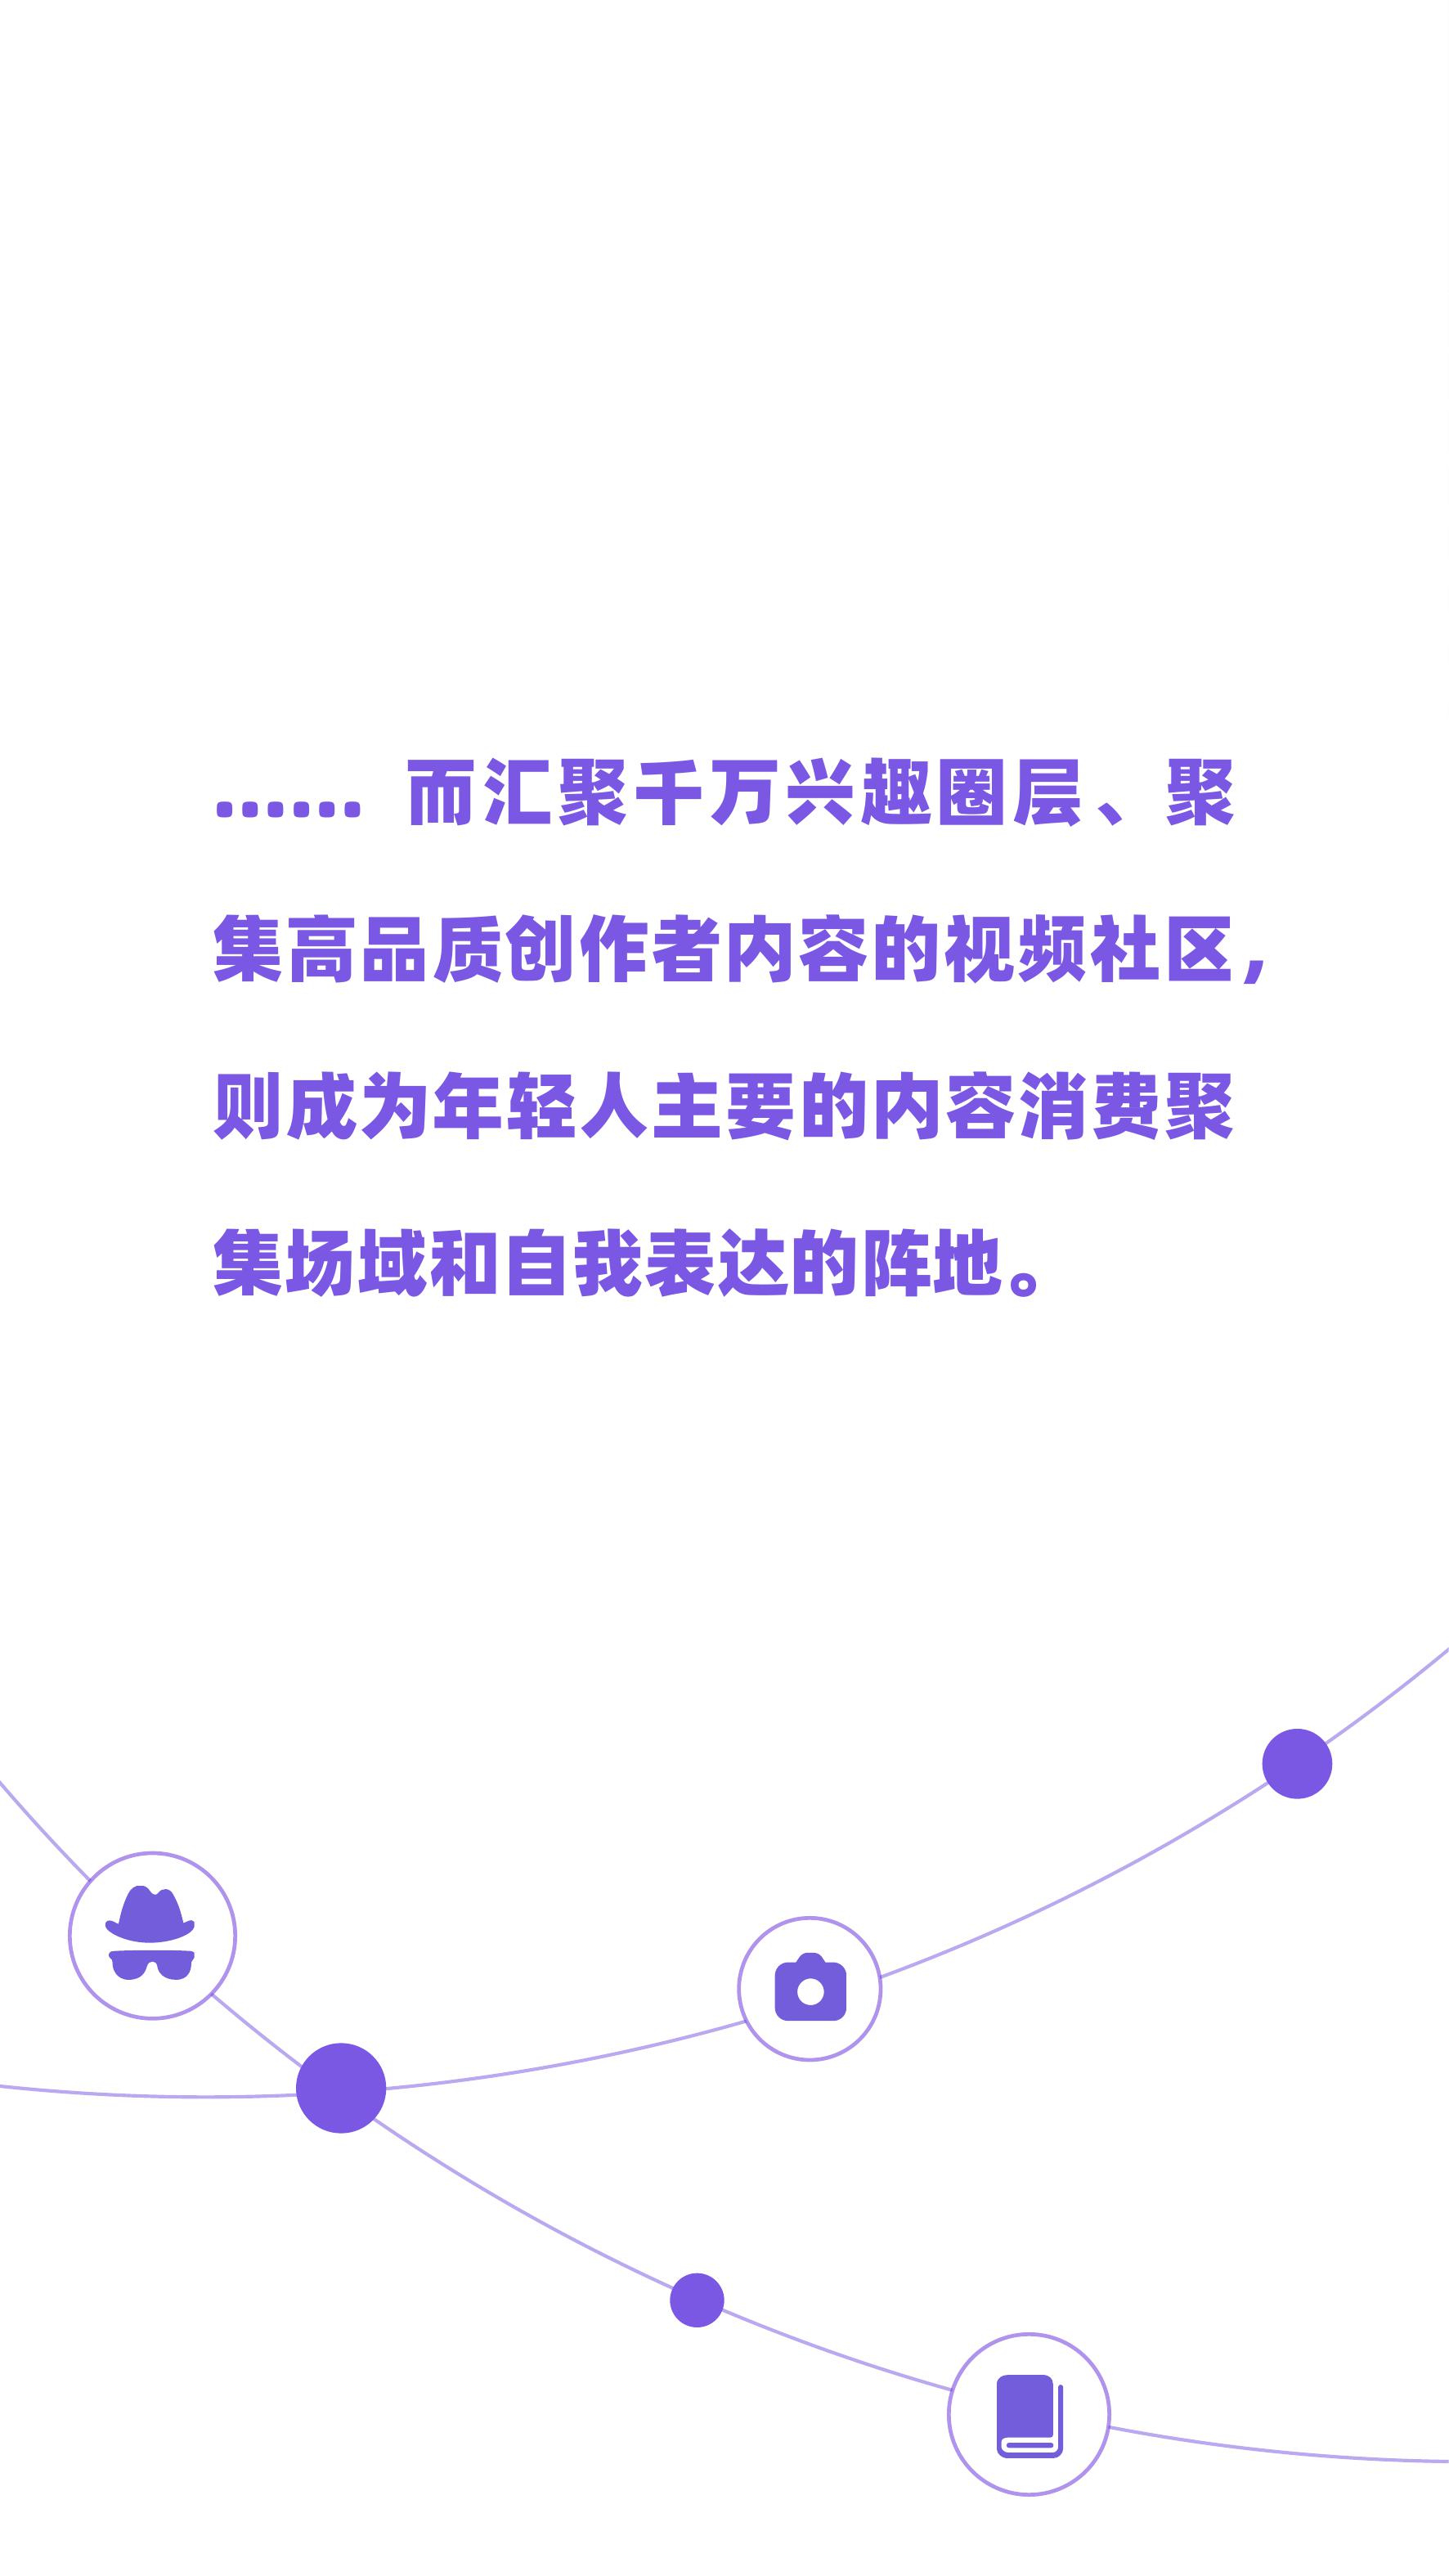 …… 而汇聚千万兴趣圈层、聚
集高品质创作者内容的视频社区，
则成为年轻人主要的内容消费聚
集场域和自我表达的阵地。